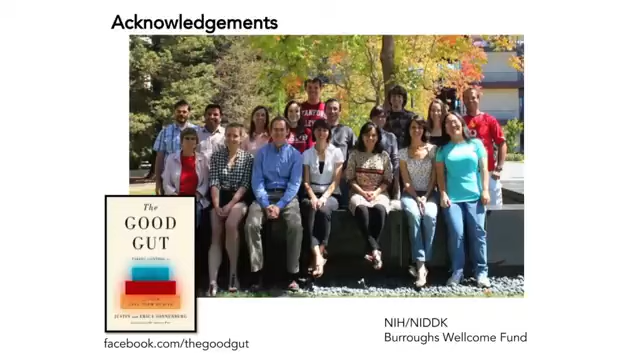 Acknowledgements
The
GOOD
GUT
JUSTIN AND ERICA SONNENBURG
facebook.com/thegoodgut
NIH/NIDDK
Burroughs Wellcome Fund